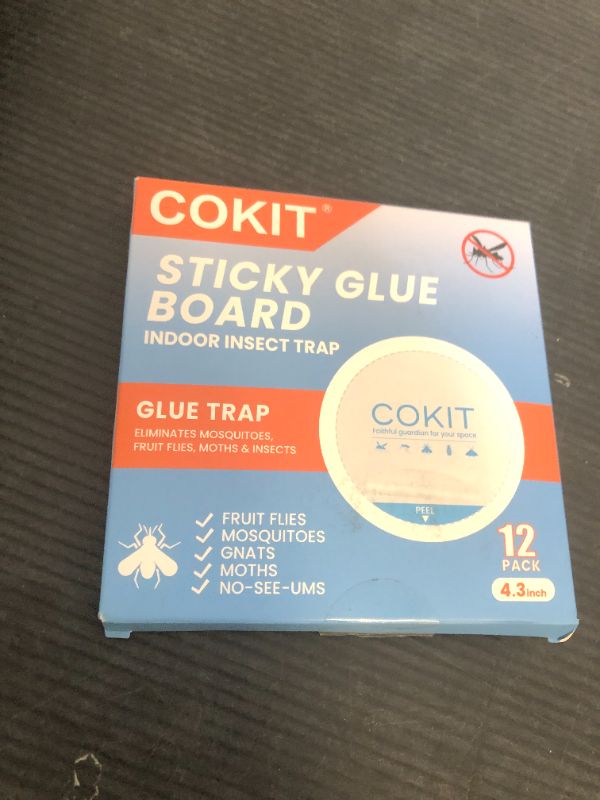 COKIT®
STICKY GLUE
BOARD
INDOOR INSECT TRAP
GLUE TRAP
ELIMINATES MOSQUITOES,
FRUIT FLIES, MOTHS & INSECTS
COKIT
Faithful guardian for your space
PEEL
FRUIT FLIES
MOSQUITOES
GNATS
MOTHS
NO-SEE-UMS
12
PACK
4.3inch